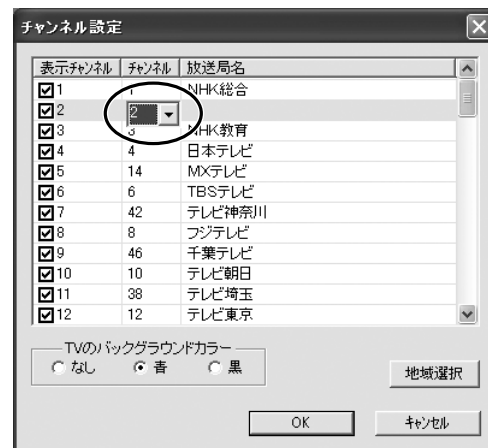 チャンネル設定
表示チャンネル チャンネル 放送局名
1 1 NHK総合
2 2
3 3 NHK教育
4 4 日本テレビ
5 14 MXテレビ
6 6 TBSテレビ
7 42 テレビ神奈川
8 8 フジテレビ
9 46 千葉テレビ
10 10 テレビ朝日
11 38 テレビ埼玉
12 12 テレビ東京
TVのバックグラウンドカラー
なし 青 黒
地域選択
OK キャンセル